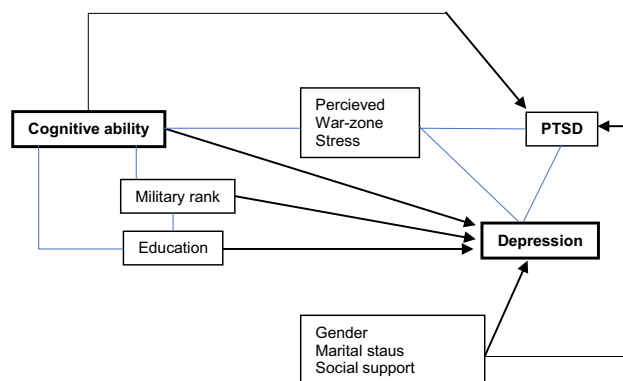 Percieved
War-zone
Stress
Cognitive ability
PTSD
Military rank
Education
Depression
Gender
Marital staus
Social support